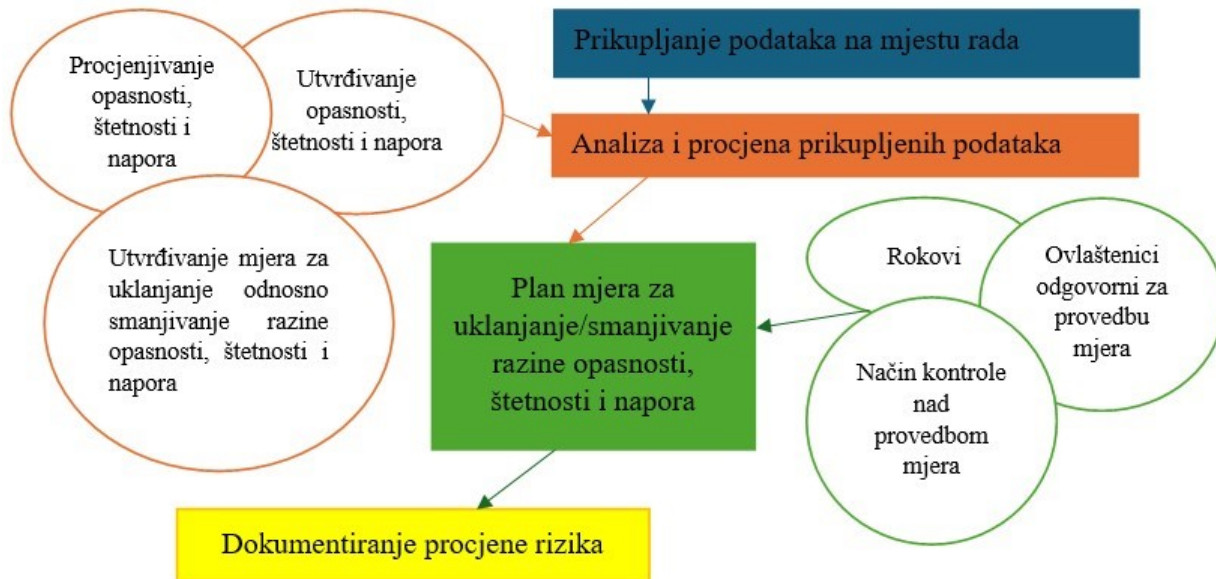 Prikupljanje podataka na mjestu rada
Procjenjivanje
opasnosti,
štetnosti i
napora
Utvrđivanje
opasnosti,
štetnosti i napora
Analiza i procjena prikupljenih podataka
Utvrđivanje mjera za
uklanjanje odnosno
smanjivanje razine
opasnosti, štetnosti i
napora
Plan mjera za
uklanjanje/smanjivanje
razine opasnosti,
štetnosti i napora
Rokovi
Ovlaštenici
odgovorni za
provedbu
mjera
Način kontrole
nad
provedbom
mjera
Dokumentiranje procjene rizika